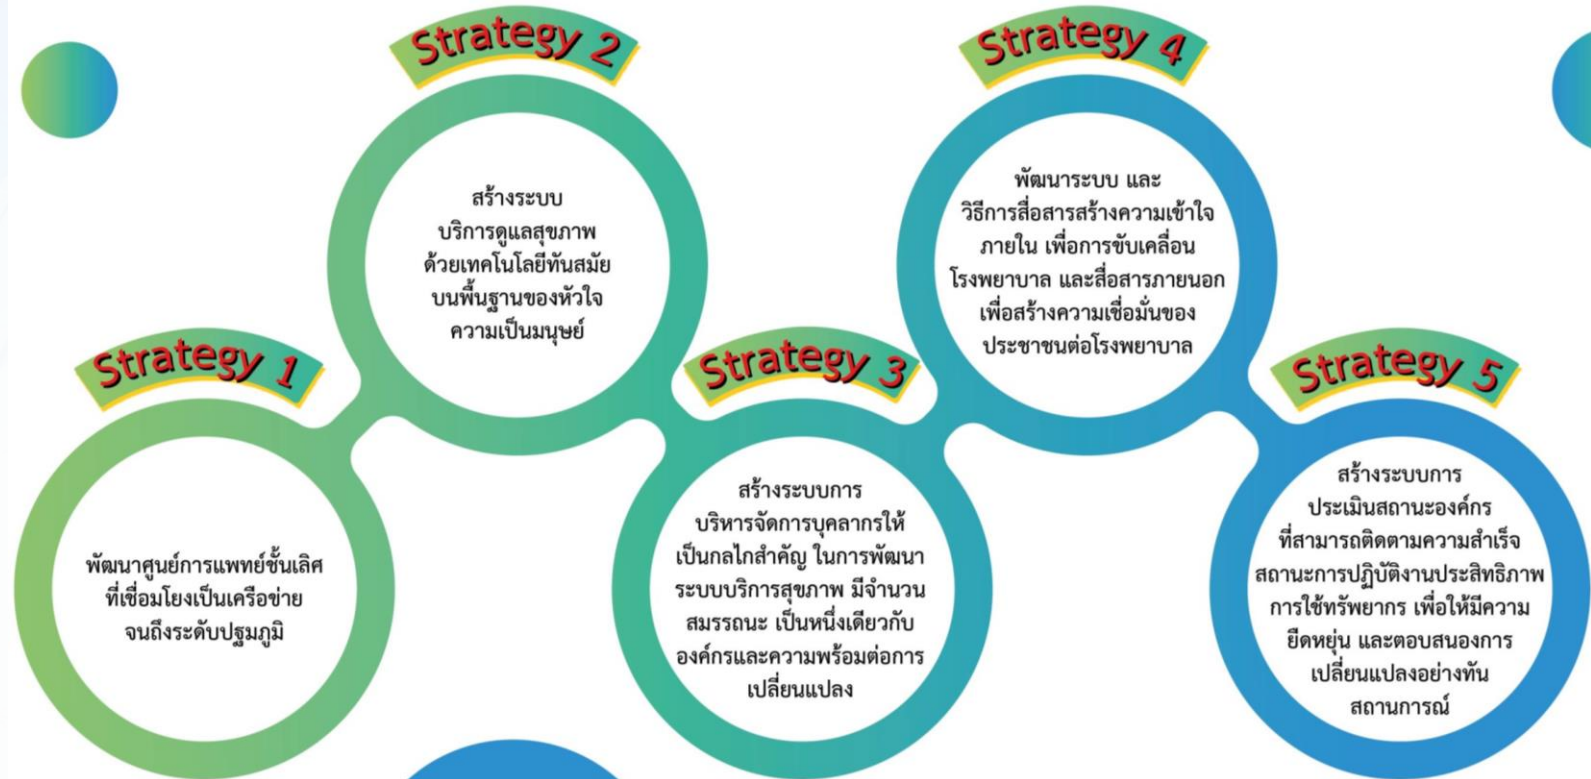 Strategy 1
พัฒนาศูนย์การแพทย์ชั้นเลิศ
ที่เชื่อมโยงเป็นเครือข่าย
จนถึงระดับปฐมภูมิ
Strategy 2
สร้างระบบ
บริการดูแลสุขภาพ
ด้วยเทคโนโลยีทันสมัย
บนพื้นฐานของหัวใจ
ความเป็นมนุษย์
Strategy 3
สร้างระบบการ
บริหารจัดการบุคลากรให้
เป็นกลไกสำคัญ ในการพัฒนา
ระบบบริการสุขภาพ มีจำนวน
สมรรถนะ เป็นหนึ่งเดียวกับ
องค์กรและความพร้อมต่อการ
เปลี่ยนแปลง
Strategy 4
พัฒนาระบบ และ
วิธีการสื่อสารสร้างความเข้าใจ
ภายใน เพื่อการขับเคลื่อน
โรงพยาบาล และสื่อสารภายนอก
เพื่อสร้างความเชื่อมั่นของ
ประชาชนต่อโรงพยาบาล
Strategy 5
สร้างระบบการ
ประเมินสถานะองค์กร
ที่สามารถติดตามความสำเร็จ
สถานะการปฏิบัติงานประสิทธิภาพ
การใช้ทรัพยากร เพื่อให้มีความ
ยืดหยุ่น และตอบสนองการ
เปลี่ยนแปลงอย่างทัน
สถานการณ์